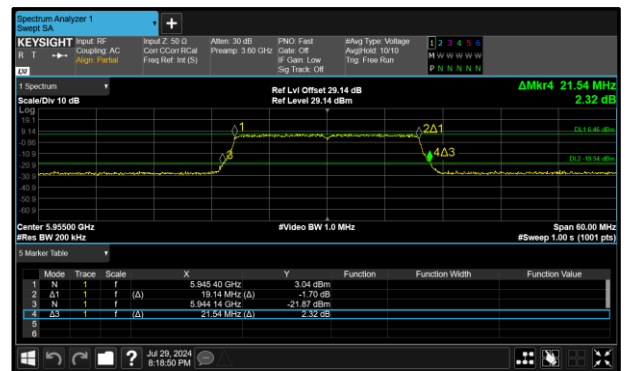 Spectrum Analyzer 1
Swept SA
+
KEYSIGHT Input: RF Input Z: 50 Ω Atten: 30 dB PNO: Fast #Avg Type: Voltage 1 2 3 4 5 6
R T Coupling: AC Corr CCorr RCal Preamp: 3.60 GHz Gate: Off Avg|Hold: 10/10 M W W W W W
Align: Partial Freq Ref: Int (S) IF Gain: Low Trig: Free Run
LXI Sig Track: Off P N N N N N
1 Spectrum Ref Lvl Offset 29.14 dB ΔMkr4 21.54 MHz
Scale/Div 10 dB Ref Level 29.14 dBm 2.32 dB
Log
19.1
9.14 1 2Δ1 DL1 6.46 dBm
-0.86
-10.9 3 4Δ3
-20.9 DL2 -19.54 dBm
-30.9
-40.9
-50.9
-60.9
Center 5.95500 GHz #Video BW 1.0 MHz Span 60.00 MHz
#Res BW 200 kHz #Sweep 1.00 s (1001 pts)
5 Marker Table
Mode Trace Scale X Y Function Function Width Function Value
1 N 1 f 5.945 40 GHz 3.04 dBm
2 Δ1 1 f (Δ) 19.14 MHz (Δ) -1.70 dB
3 N 1 f 5.944 14 GHz -21.87 dBm
4 Δ3 1 f (Δ) 21.54 MHz (Δ) 2.32 dB
5
6
? Jul 29, 2024
8:18:50 PM